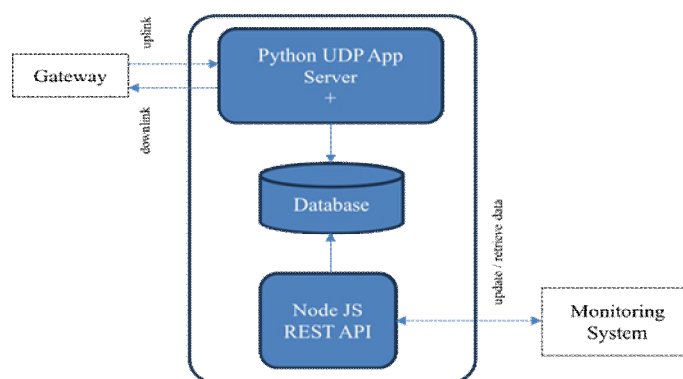 uplink
Gateway
downlink
Python UDP App
Server
+
Database
update / retrieve data
Node JS
REST API
Monitoring
System